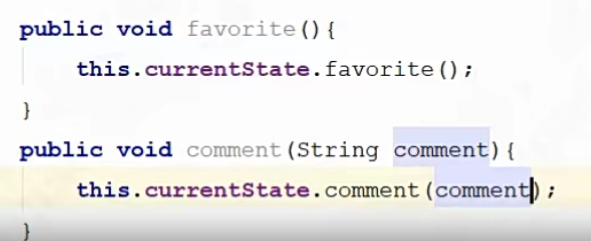 public void favorite(){
    this.currentState.favorite();
}
public void comment(String comment){
    this.currentState.comment(comment);
}